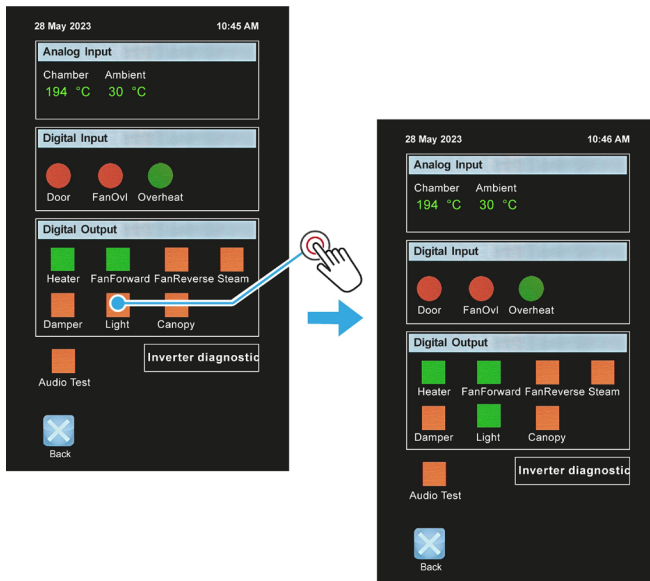 28 May 2023 10:45 AM
Analog Input
Chamber Ambient
194 °C 30 °C
Digital Input
Door FanOvl Overheat
Digital Output
Heater FanForward FanReverse Steam
Damper Light Canopy
Inverter diagnostic
Audio Test
Back
28 May 2023 10:46 AM
Analog Input
Chamber Ambient
194 °C 30 °C
Digital Input
Door FanOvl Overheat
Digital Output
Heater FanForward FanReverse Steam
Damper Light Canopy
Inverter diagnostic
Audio Test
Back